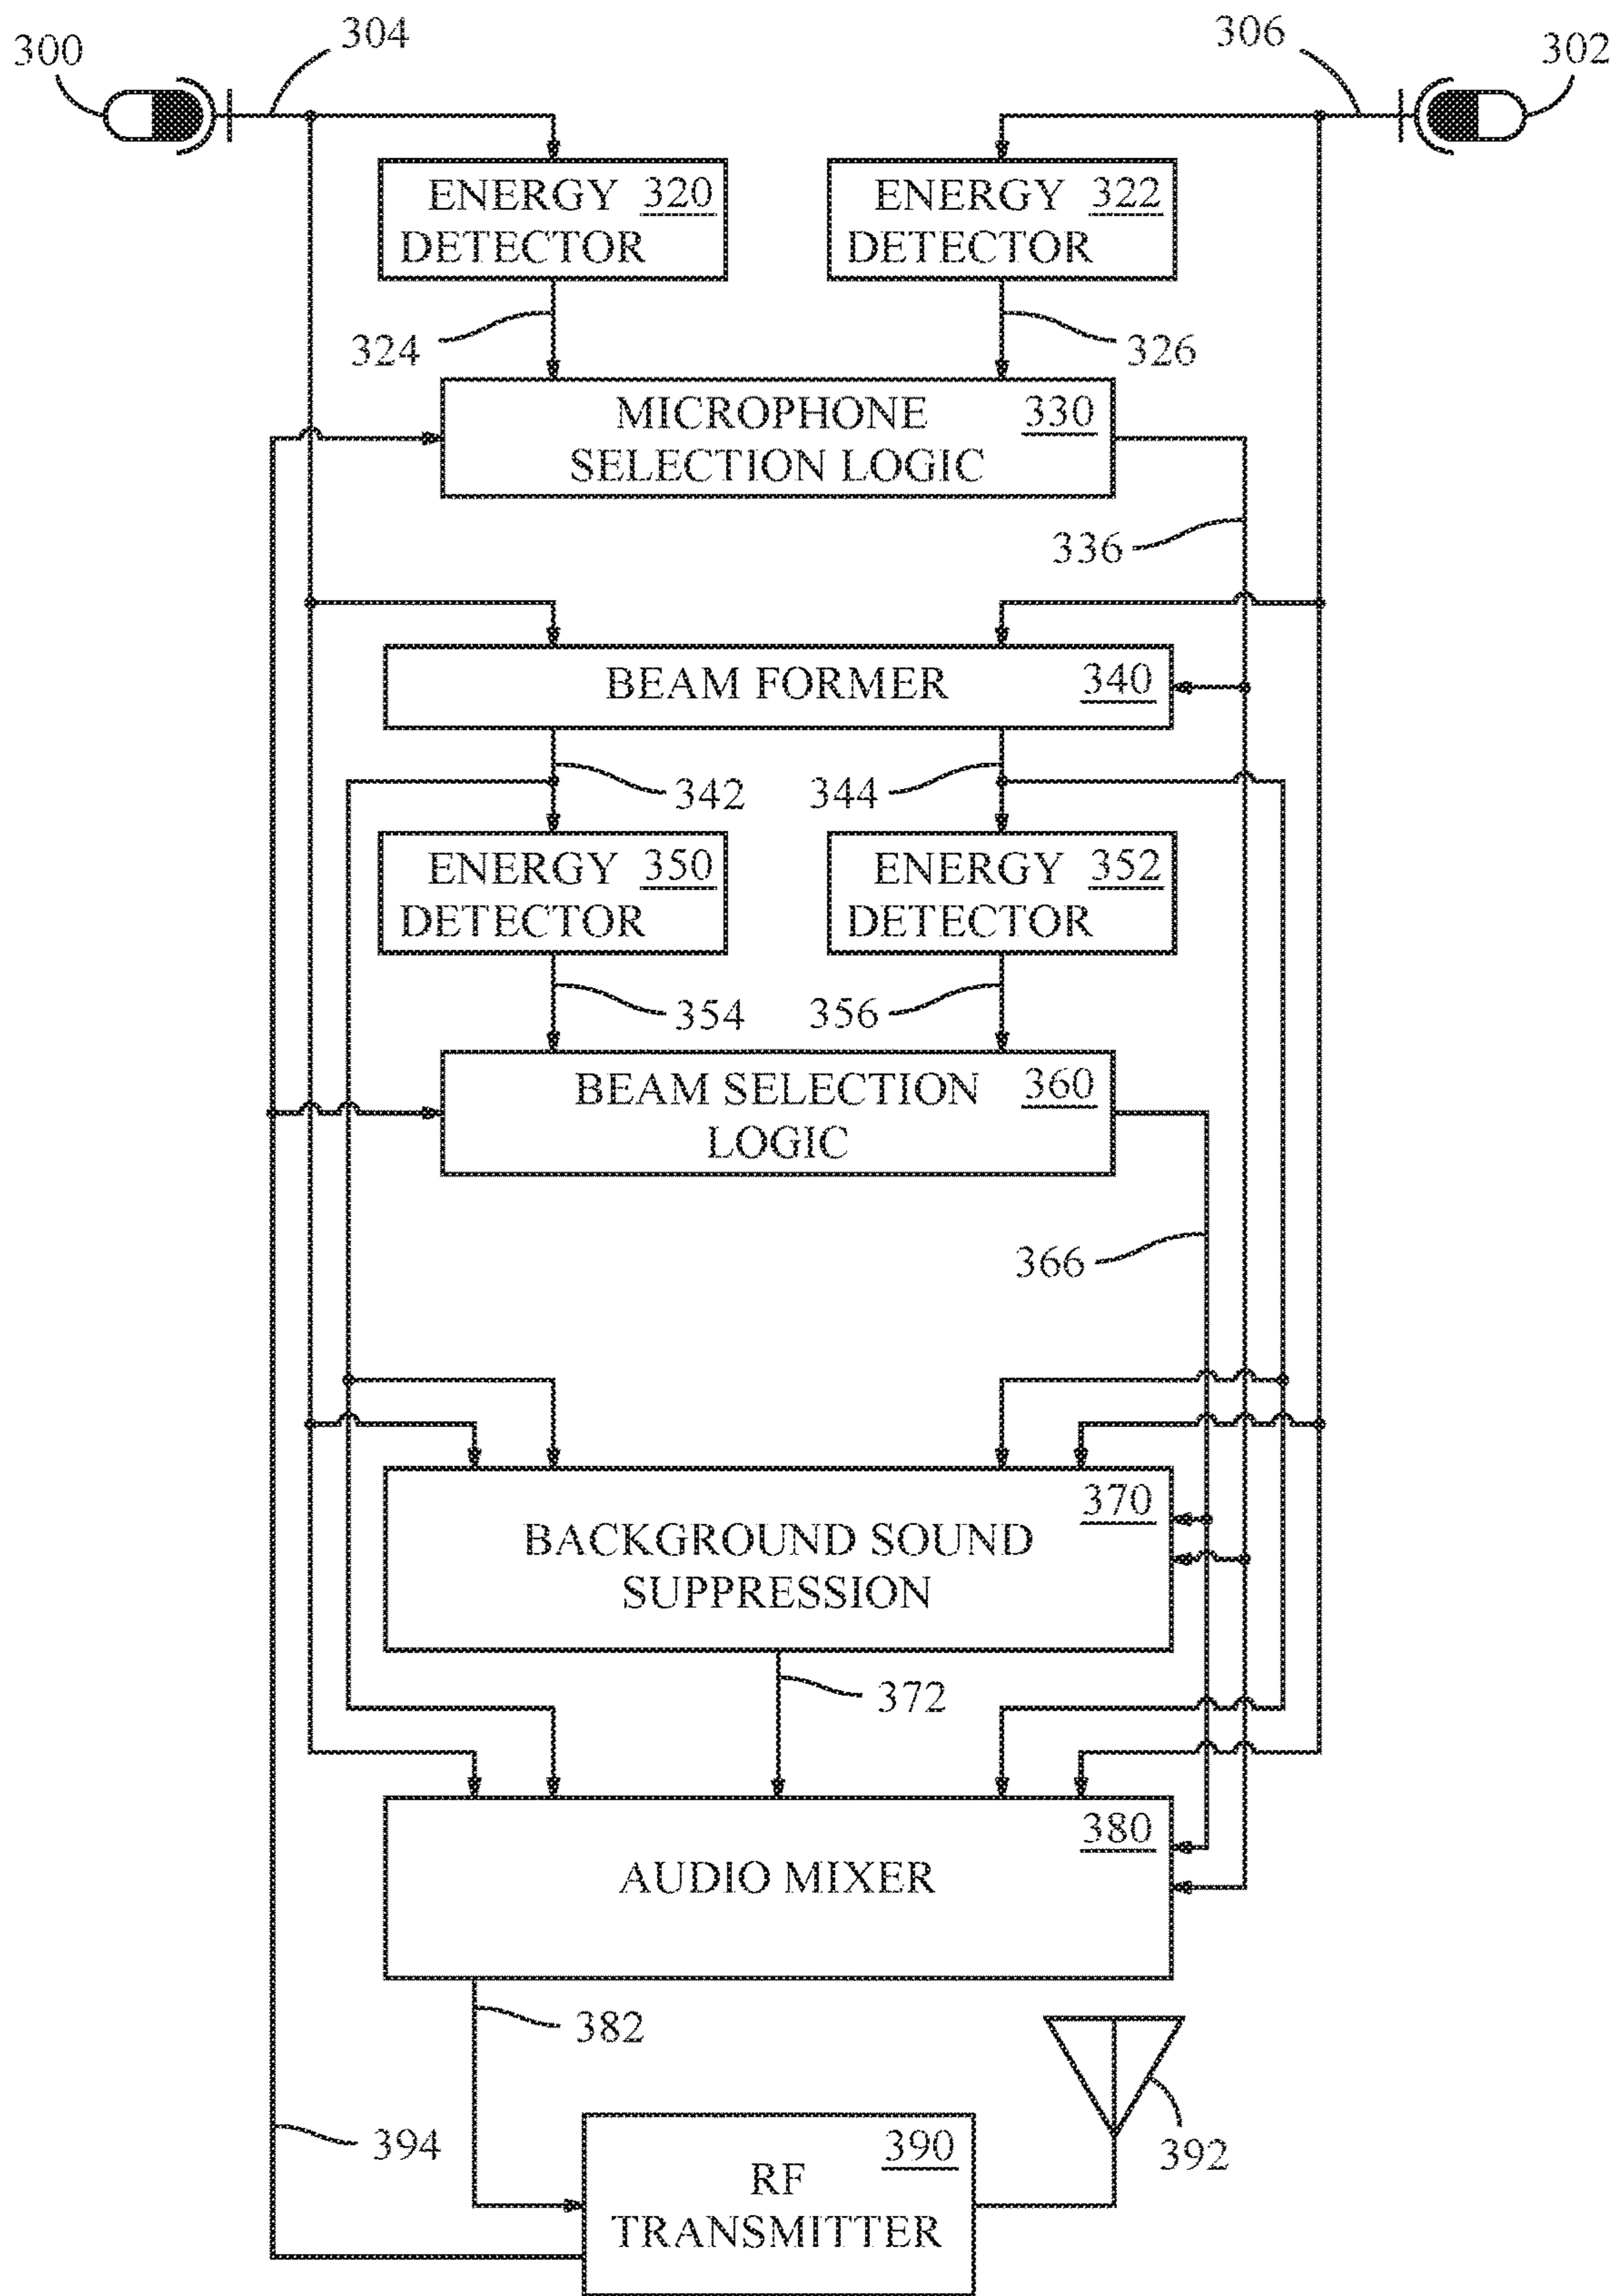 300
304
306
302
ENERGY 320
DETECTOR
ENERGY 322
DETECTOR
324
326
MICROPHONE 330
SELECTION LOGIC
336
BEAM FORMER 340
342
344
ENERGY 350
DETECTOR
ENERGY 352
DETECTOR
354
356
BEAM SELECTION 360
LOGIC
366
370
BACKGROUND SOUND
SUPPRESSION
372
380
AUDIO MIXER
382
394
390
RF
TRANSMITTER
392